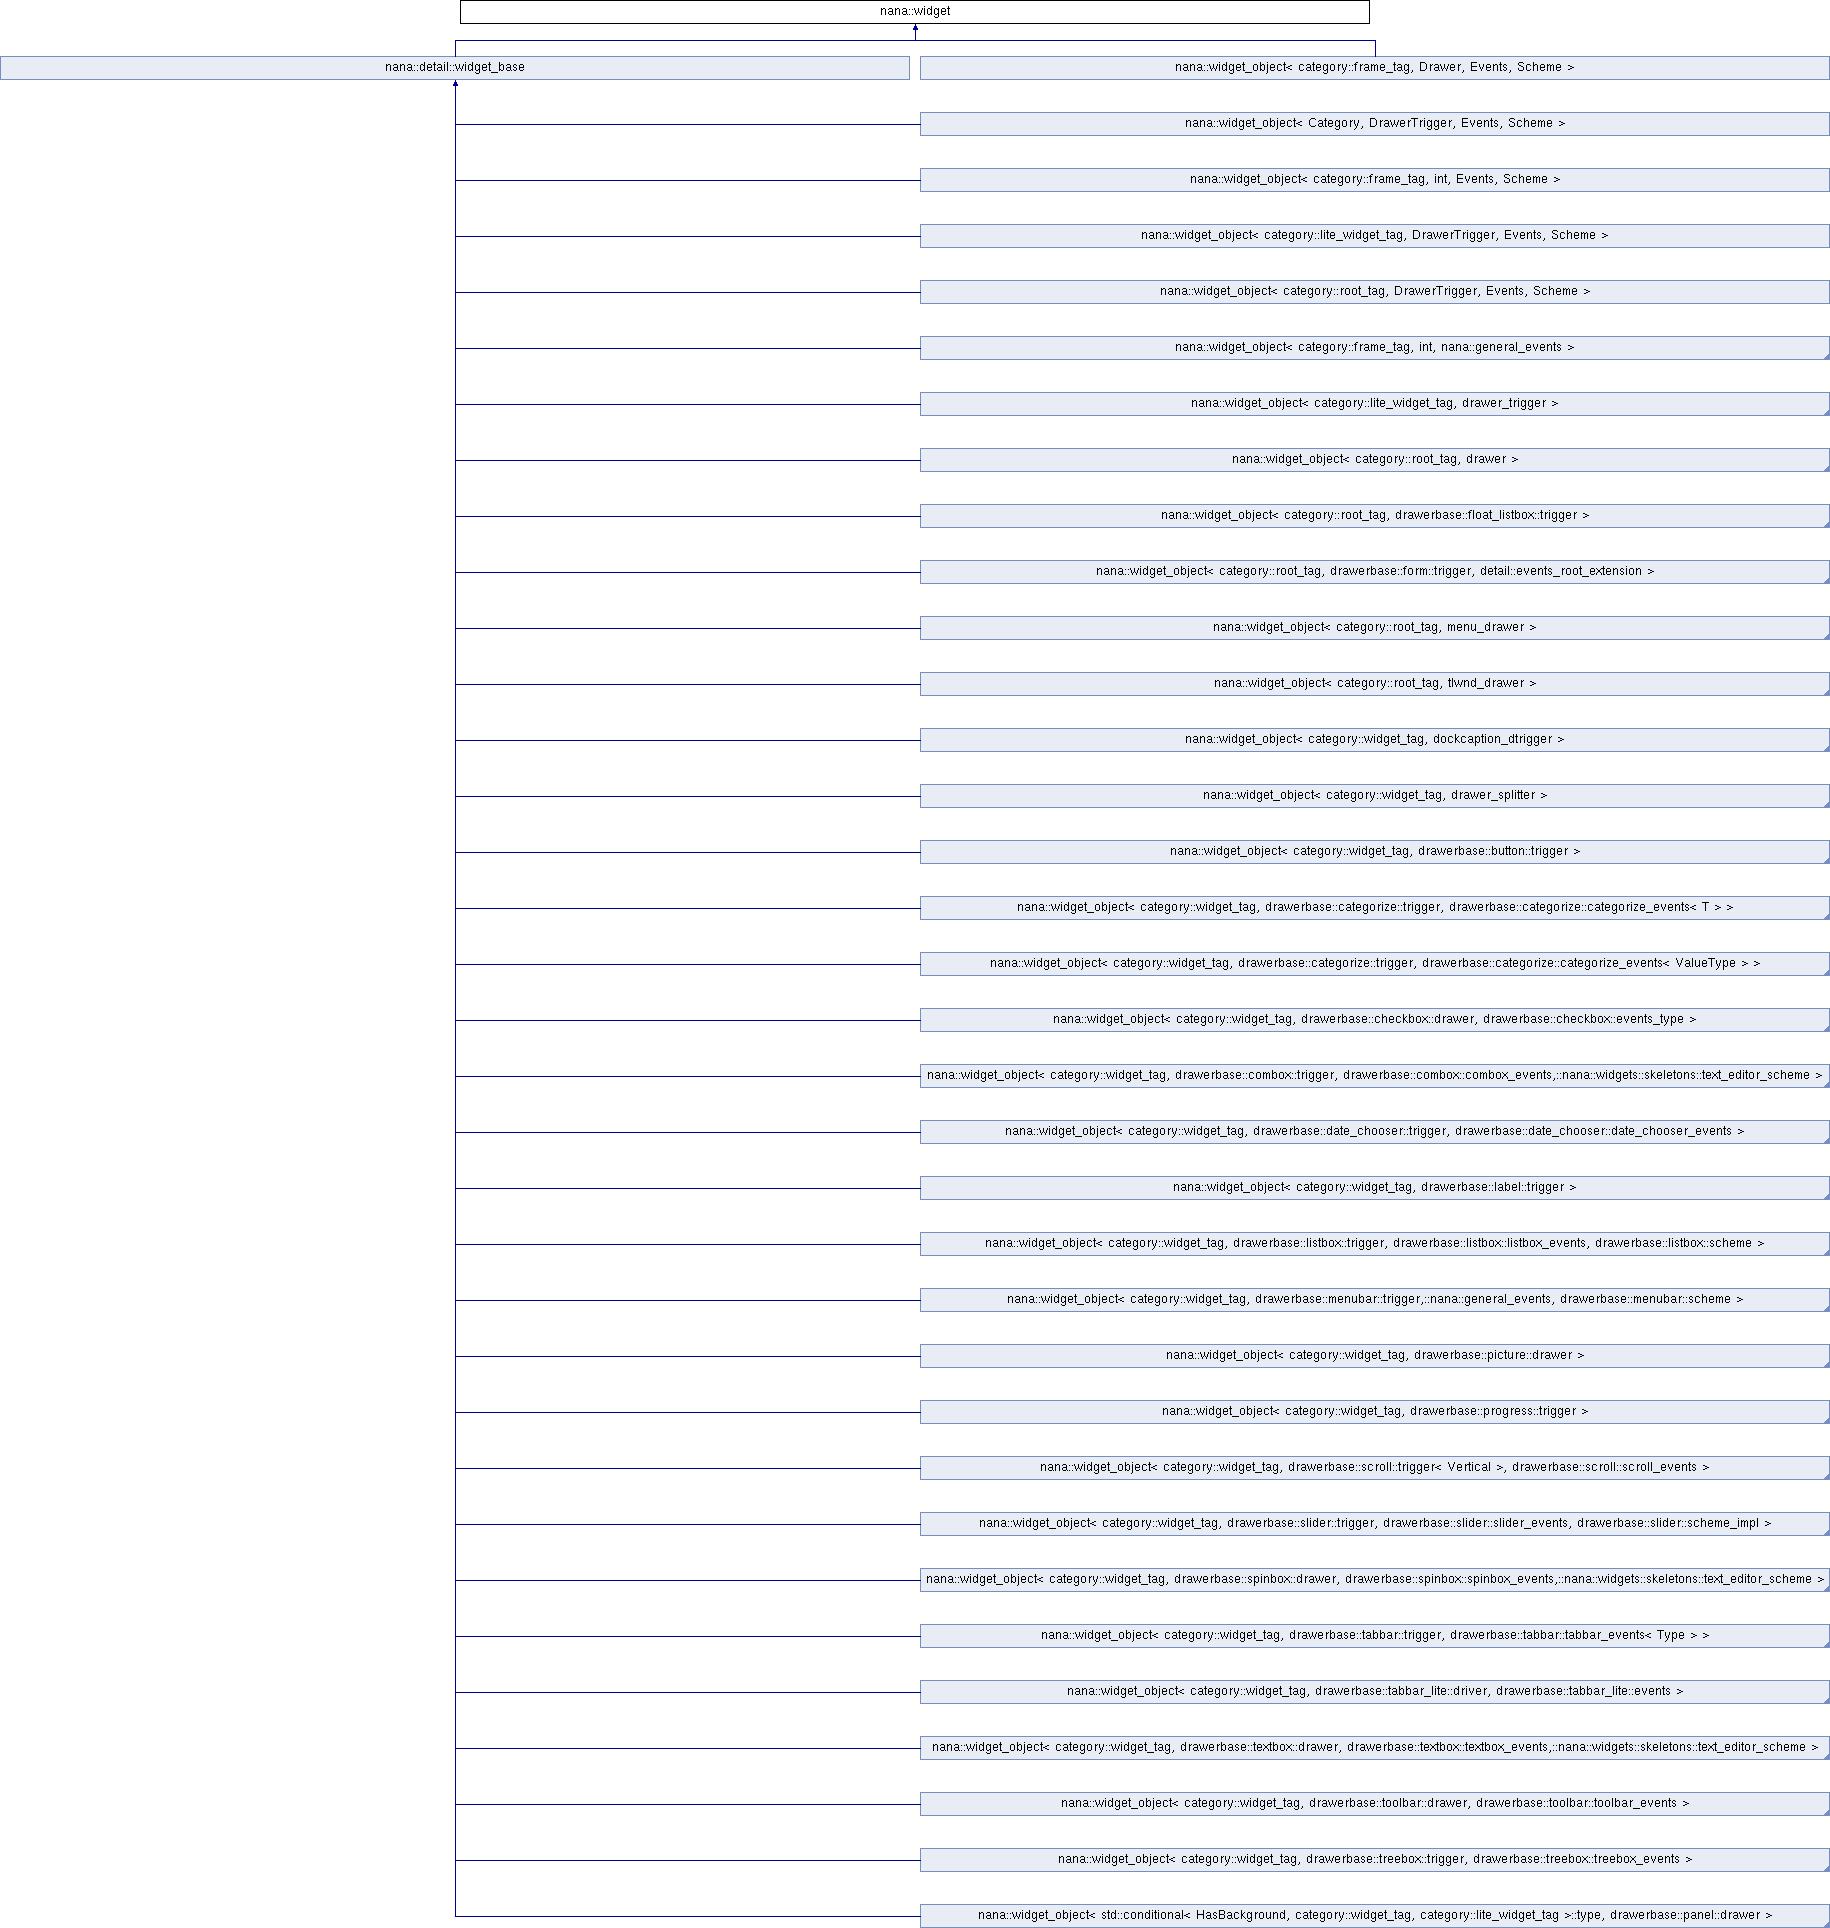 nana::widget
nana::detail::widget_base
nana::widget_object< category::frame_tag, Drawer, Events, Scheme >
nana::widget_object< Category, DrawerTrigger, Events, Scheme >
nana::widget_object< category::frame_tag, int, Events, Scheme >
nana::widget_object< category::lite_widget_tag, DrawerTrigger, Events, Scheme >
nana::widget_object< category::root_tag, DrawerTrigger, Events, Scheme >
nana::widget_object< category::frame_tag, int, nana::general_events >
nana::widget_object< category::lite_widget_tag, drawer_trigger >
nana::widget_object< category::root_tag, drawer >
nana::widget_object< category::root_tag, drawerbase::float_listbox::trigger >
nana::widget_object< category::root_tag, drawerbase::form::trigger, detail::events_root_extension >
nana::widget_object< category::root_tag, menu_drawer >
nana::widget_object< category::root_tag, tlwnd_drawer >
nana::widget_object< category::widget_tag, dockcaption_dtrigger >
nana::widget_object< category::widget_tag, drawer_splitter >
nana::widget_object< category::widget_tag, drawerbase::button::trigger >
nana::widget_object< category::widget_tag, drawerbase::categorize::trigger, drawerbase::categorize::categorize_events< T > >
nana::widget_object< category::widget_tag, drawerbase::categorize::trigger, drawerbase::categorize::categorize_events< ValueType > >
nana::widget_object< category::widget_tag, drawerbase::checkbox::drawer, drawerbase::checkbox::events_type >
nana::widget_object< category::widget_tag, drawerbase::combox::trigger, drawerbase::combox::combox_events,::nana::widgets::skeletons::text_editor_scheme >
nana::widget_object< category::widget_tag, drawerbase::date_chooser::trigger, drawerbase::date_chooser::date_chooser_events >
nana::widget_object< category::widget_tag, drawerbase::label::trigger >
nana::widget_object< category::widget_tag, drawerbase::listbox::trigger, drawerbase::listbox::listbox_events, drawerbase::listbox::scheme >
nana::widget_object< category::widget_tag, drawerbase::menubar::trigger,::nana::general_events, drawerbase::menubar::scheme >
nana::widget_object< category::widget_tag, drawerbase::picture::drawer >
nana::widget_object< category::widget_tag, drawerbase::progress::trigger >
nana::widget_object< category::widget_tag, drawerbase::scroll::trigger< Vertical >, drawerbase::scroll::scroll_events >
nana::widget_object< category::widget_tag, drawerbase::slider::trigger, drawerbase::slider::slider_events, drawerbase::slider::scheme_impl >
nana::widget_object< category::widget_tag, drawerbase::spinbox::drawer, drawerbase::spinbox::spinbox_events,::nana::widgets::skeletons::text_editor_scheme >
nana::widget_object< category::widget_tag, drawerbase::tabbar::trigger, drawerbase::tabbar::tabbar_events< Type > >
nana::widget_object< category::widget_tag, drawerbase::tabbar_lite::driver, drawerbase::tabbar_lite::events >
nana::widget_object< category::widget_tag, drawerbase::textbox::drawer, drawerbase::textbox::textbox_events,::nana::widgets::skeletons::text_editor_scheme >
nana::widget_object< category::widget_tag, drawerbase::toolbar::drawer, drawerbase::toolbar::toolbar_events >
nana::widget_object< category::widget_tag, drawerbase::treebox::trigger, drawerbase::treebox::treebox_events >
nana::widget_object< std::conditional< HasBackground, category::widget_tag, category::lite_widget_tag >::type, drawerbase::panel::drawer >